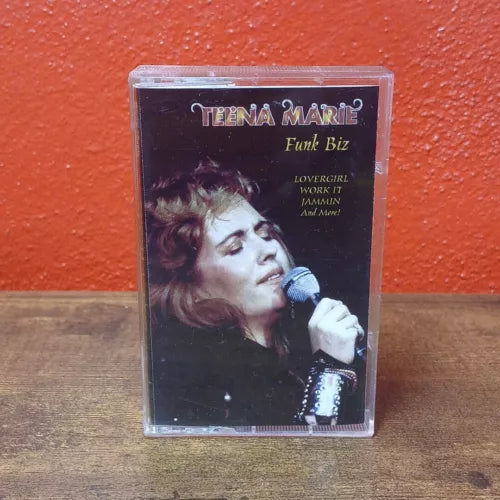 TEENA MARIE
Funk Biz
LOVERGIRL
WORK IT
JAMMIN
And More!